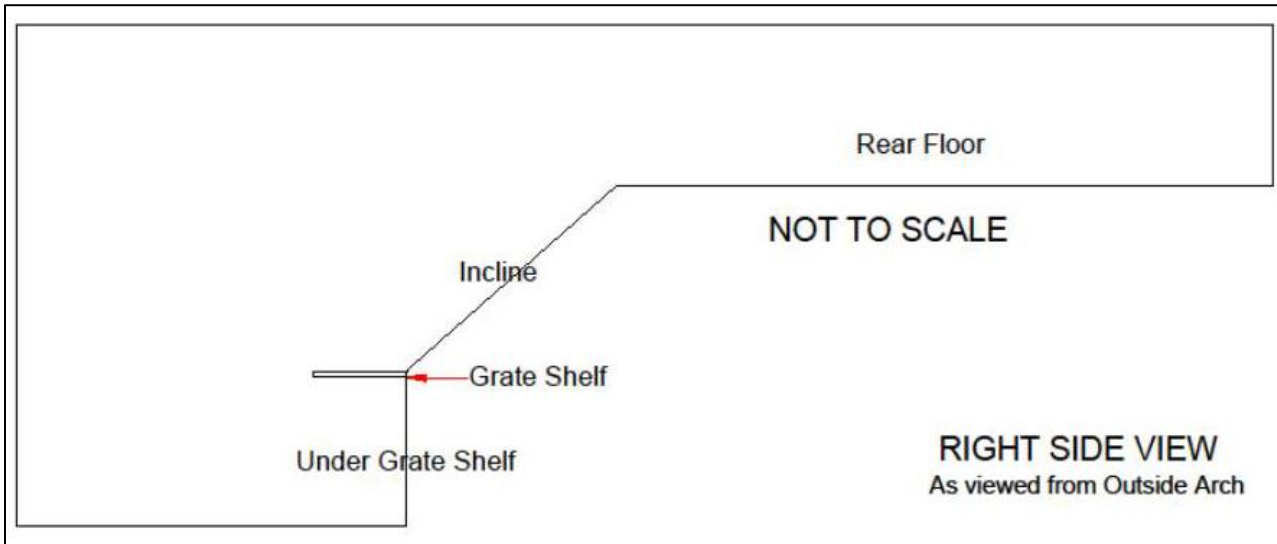 Rear Floor
NOT TO SCALE
Incline
Grate Shelf
Under Grate Shelf
RIGHT SIDE VIEW
As viewed from Outside Arch